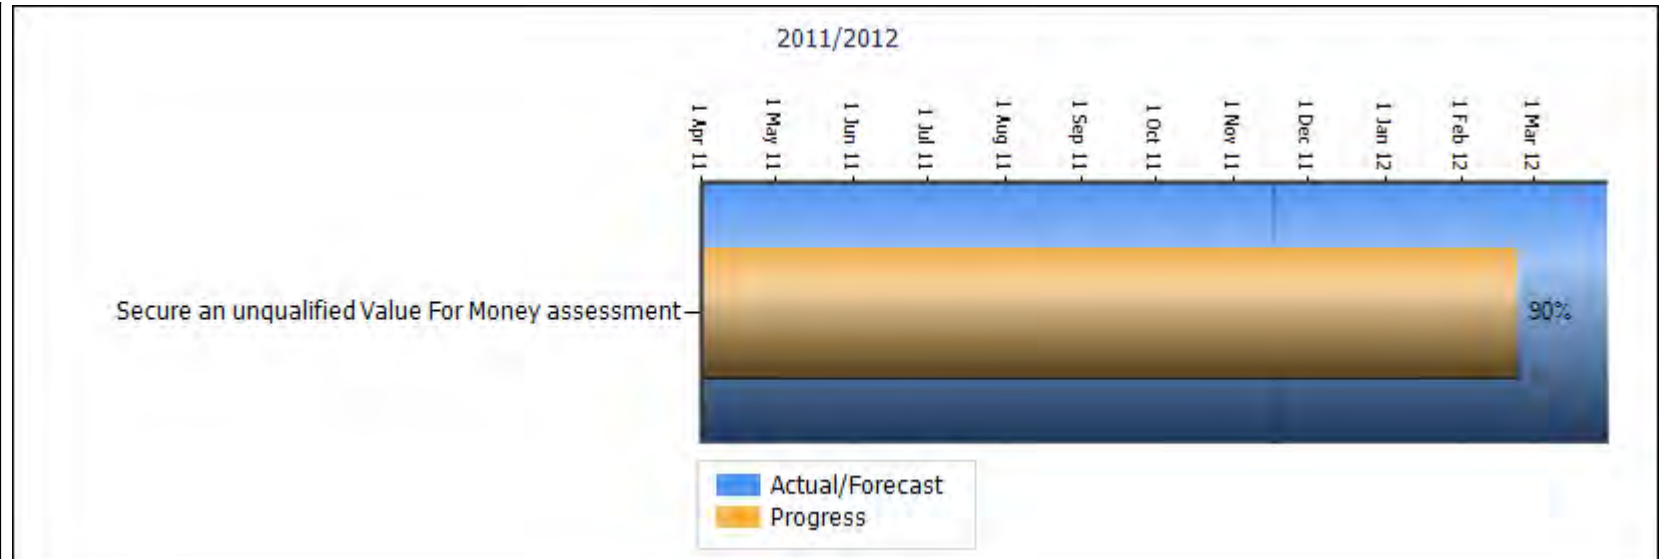 2011/2012
1 Apr 11
1 May 11
1 Jun 11
1 Jul 11
1 Aug 11
1 Sep 11
1 Oct 11
1 Nov 11
1 Dec 11
1 Jan 12
1 Feb 12
1 Mar 12
Secure an unqualified Value For Money assessment
90%
Actual/Forecast
Progress